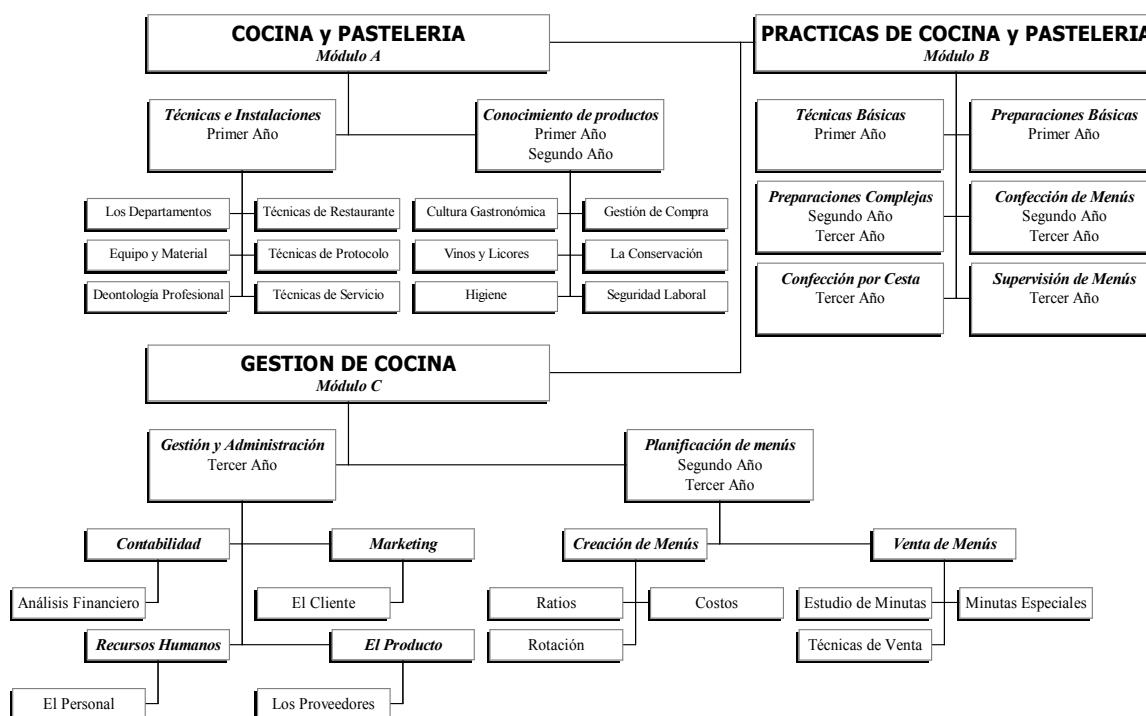 COCINA y PASTELERIA
Módulo A
PRACTICAS DE COCINA y PASTELERIA
Módulo B
Técnicas e Instalaciones
Primer Año
Conocimiento de productos
Primer Año
Segundo Año
Técnicas Básicas
Primer Año
Preparaciones Básicas
Primer Año
Los Departamentos
Técnicas de Restaurante
Cultura Gastronómica
Gestión de Compra
Equipo y Material
Técnicas de Protocolo
Vinos y Licores
La Conservación
Deontología Profesional
Técnicas de Servicio
Higiene
Seguridad Laboral
Preparaciones Complejas
Segundo Año
Tercer Año
Confección de Menús
Segundo Año
Tercer Año
Confección por Cesta
Tercer Año
Supervisión de Menús
Tercer Año
GESTION DE COCINA
Módulo C
Gestión y Administración
Tercer Año
Planificación de menús
Segundo Año
Tercer Año
Contabilidad
Marketing
Creación de Menús
Venta de Menús
Análisis Financiero
El Cliente
Ratios
Costos
Estudio de Minutas
Minutas Especiales
Recursos Humanos
El Producto
Rotación
Técnicas de Venta
El Personal
Los Proveedores